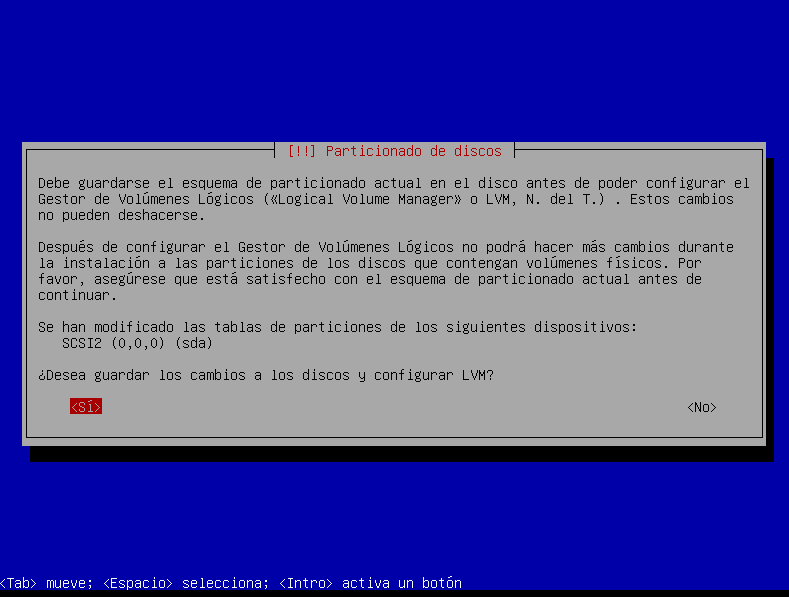 [!!] Particionado de discos
Debe guardarse el esquema de particionado actual en el disco antes de poder configurar el
Gestor de Volúmenes Lógicos («Logical Volume Manager» o LVM, N. del T.) . Estos cambios
no pueden deshacerse.
Después de configurar el Gestor de Volúmenes Lógicos no podrá hacer más cambios durante
la instalación a las particiones de los discos que contengan volúmenes físicos. Por
favor, asegúrese que está satisfecho con el esquema de particionado actual antes de
continuar.
Se han modificado las tablas de particiones de los siguientes dispositivos:
SCSI2 (0,0,0) (sda)
¿Desea guardar los cambios a los discos y configurar LVM?
<Sí> <No>
<Tab> mueve; <Espacio> selecciona; <Intro> activa un botón